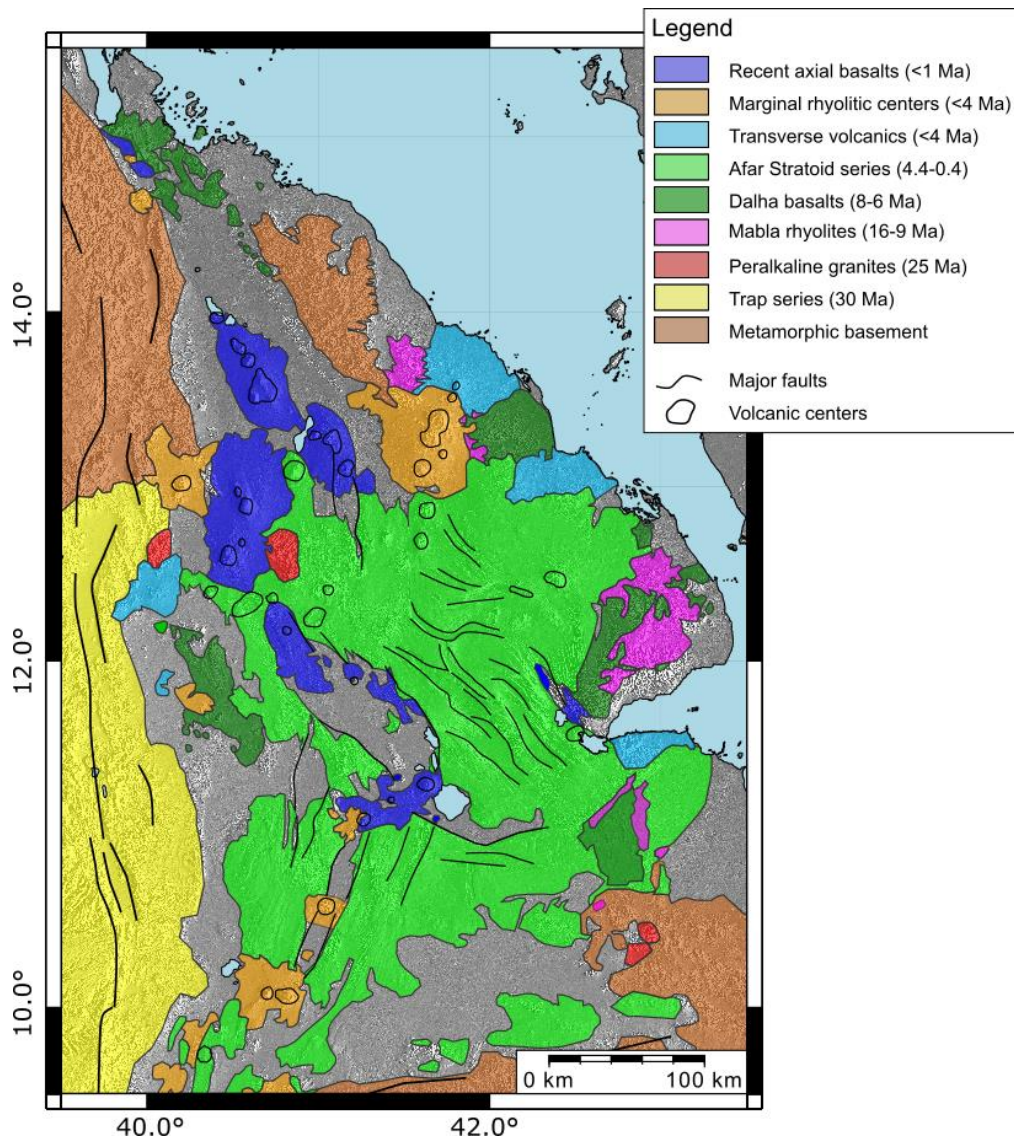 Legend
Recent axial basalts (<1 Ma)
Marginal rhyolitic centers (<4 Ma)
Transverse volcanics (<4 Ma)
Afar Stratoid series (4.4-0.4)
Dalha basalts (8-6 Ma)
Mabla rhyolites (16-9 Ma)
Peralkaline granites (25 Ma)
Trap series (30 Ma)
Metamorphic basement
Major faults
Volcanic centers
14.0°
12.0°
10.0°
0 km 100 km
40.0° 42.0°